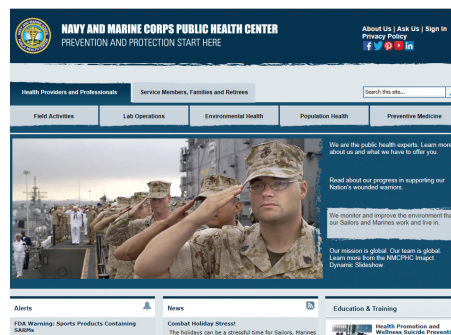 NAVY AND MARINE CORPS PUBLIC HEALTH CENTER
PREVENTION AND PROTECTION START HERE
About Us | Ask Us | Sign In
Privacy Policy
Health Providers and Professionals
Service Members, Families and Retirees
Search this site...
Field Activities
Lab Operations
Environmental Health
Population Health
Preventive Medicine
We are the public health experts. Learn more
about us and what we have to offer you.
Read about our progress in supporting our
Nation's wounded warriors.
We monitor and improve the environment tha
our Sailors and Marines work and live in.
Our mission is global. Our team is global.
Learn more from the NMCPHC Imapct
Dynamic Slideshow.
Alerts
FDA Warning: Sports Products Containing
SARMs
News
Combat Holiday Stress!
The holidays can be a stressful time for Sailors, Marines
Education & Training
Health Promotion and
Wellness Suicide Preventi